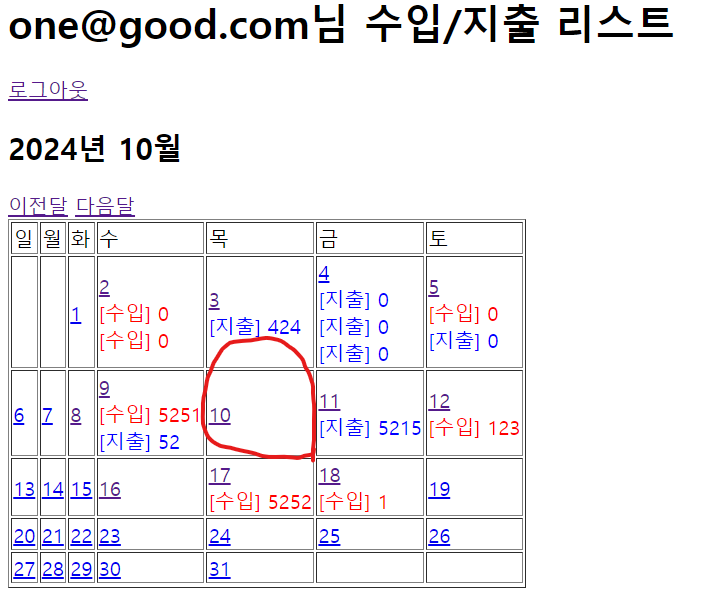 one@good.com님 수입/지출 리스트
로그아웃
2024년 10월
이전달 다음달
일 월 화 수 목 금 토
1
2
[수입] 0
[수입] 0
3
[지출] 424
4
[지출] 0
[지출] 0
[지출] 0
5
[수입] 0
[지출] 0
6
7
8
9
[수입] 5251
[지출] 52
10
11
[지출] 5215
12
[수입] 123
13
14
15
16
17
[수입] 5252
18
[수입] 1
19
20 21 22 23 24 25 26
27 28 29 30 31